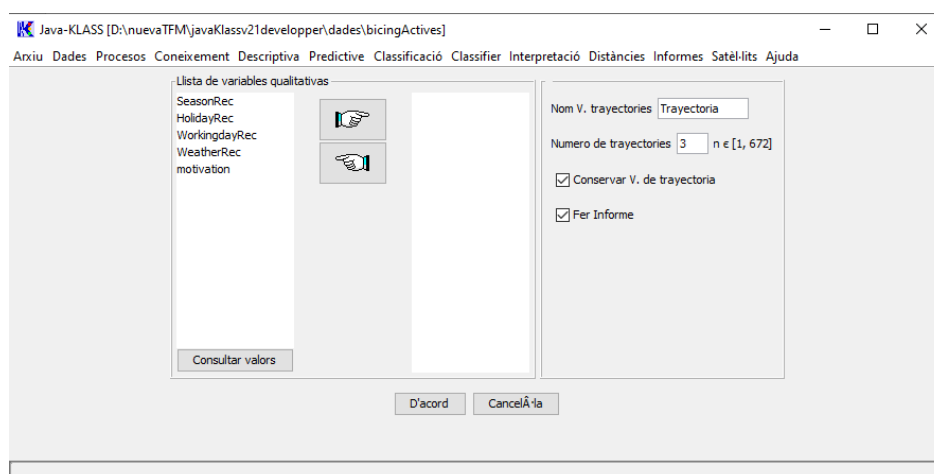 Java-KLASS [D:\nuevaTFM\javaKlassv21developper\dades\bicingActives]
Arxiu Dades Procesos Coneixement Descriptiva Predictive Classificació Classifier Interpretació Distàncies Informes Satèl·lits Ajuda
Llista de variables qualitativas
SeasonRec
HolidayRec
WorkingdayRec
WeatherRec
motivation
Consultar valors
Nom V. trayectories Trayectoria
Numero de trayectories 3 n ε [1, 672]
Conservar V. de trayectoria
Fer Informe
D'acord CancelÂ·la